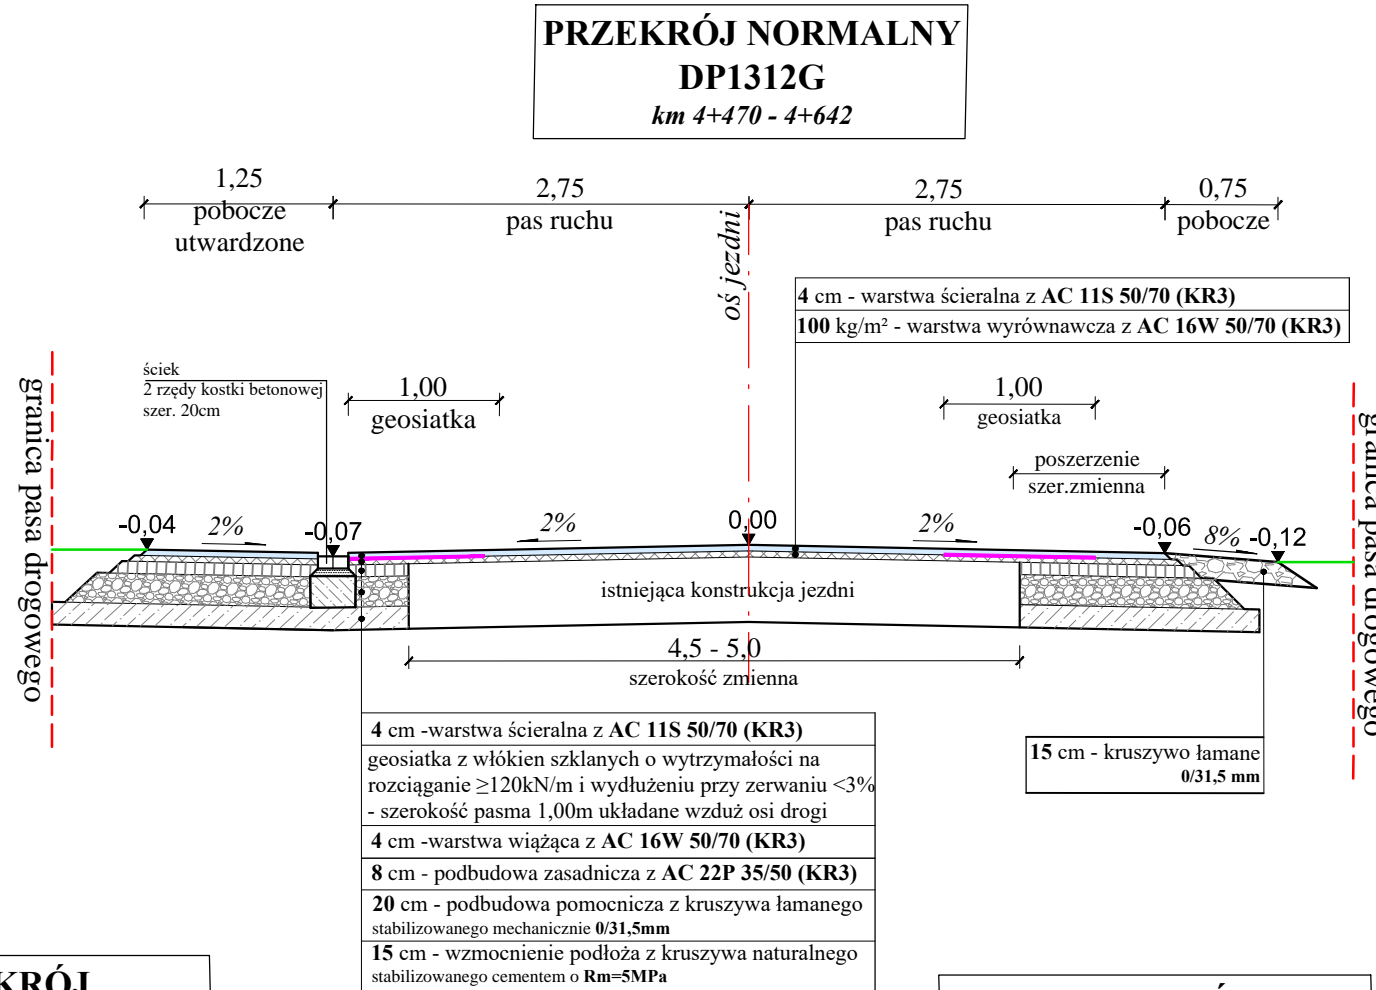 PRZEKRÓJ NORMALNY
DP1312G
km 4+470 - 4+642
1,25
pobocze
utwardzone
2,75
pas ruchu
2,75
pas ruchu
0,75
pobocze
oś jezdni
4 cm - warstwa ścieralna z AC 11S 50/70 (KR3)
100 kg/m² - warstwa wyrównawcza z AC 16W 50/70 (KR3)
ściek
2 rzędy kostki betonowej
szer. 20cm
1,00
geosiatka
1,00
geosiatka
poszerzenie
szer.zmienna
granica pasa drogowego
granica pasa drogowego
-0,04
2%
-0,07
2%
0,00
2%
-0,06
8%
-0,12
istniejąca konstrukcja jezdni
4,5 - 5,0
szerokość zmienna
4 cm -warstwa ścieralna z AC 11S 50/70 (KR3)
geosiatka z włókien szklanych o wytrzymałości na
rozciąganie ≥120kN/m i wydłużeniu przy zerwaniu <3%
- szerokość pasma 1,00m układane wzduż osi drogi
4 cm -warstwa wiążąca z AC 16W 50/70 (KR3)
8 cm - podbudowa zasadnicza z AC 22P 35/50 (KR3)
20 cm - podbudowa pomocnicza z kruszywa łamanego
stabilizowanego mechanicznie 0/31,5mm
15 cm - wzmocnienie podłoża z kruszywa naturalnego
stabilizowanego cementem o Rm=5MPa
15 cm - kruszywo łamane
0/31,5 mm
KRÓJ